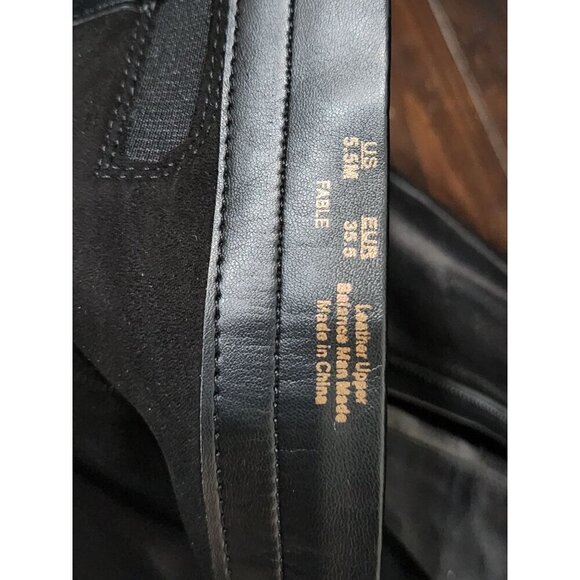 US EUR
5.5M 35.5
FABLE
Leather Upper
Balance Man Made
Made in China